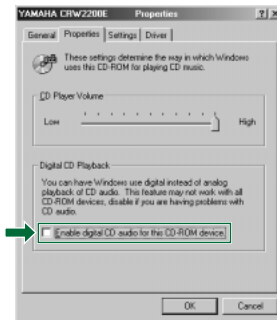 YAMAHA CRW2200E Properties
General Properties Settings Driver
These settings determine the way in which Windows
uses this CD-ROM for playing CD music.
CD Player Volume
Low High
Digital CD Playback
You can have Windows use digital instead of analog
playback of CD audio. This feature may not work with all
CD-ROM devices, disable if you are having problems with
CD audio.
Enable digital CD audio for this CD-ROM device.
OK Cancel